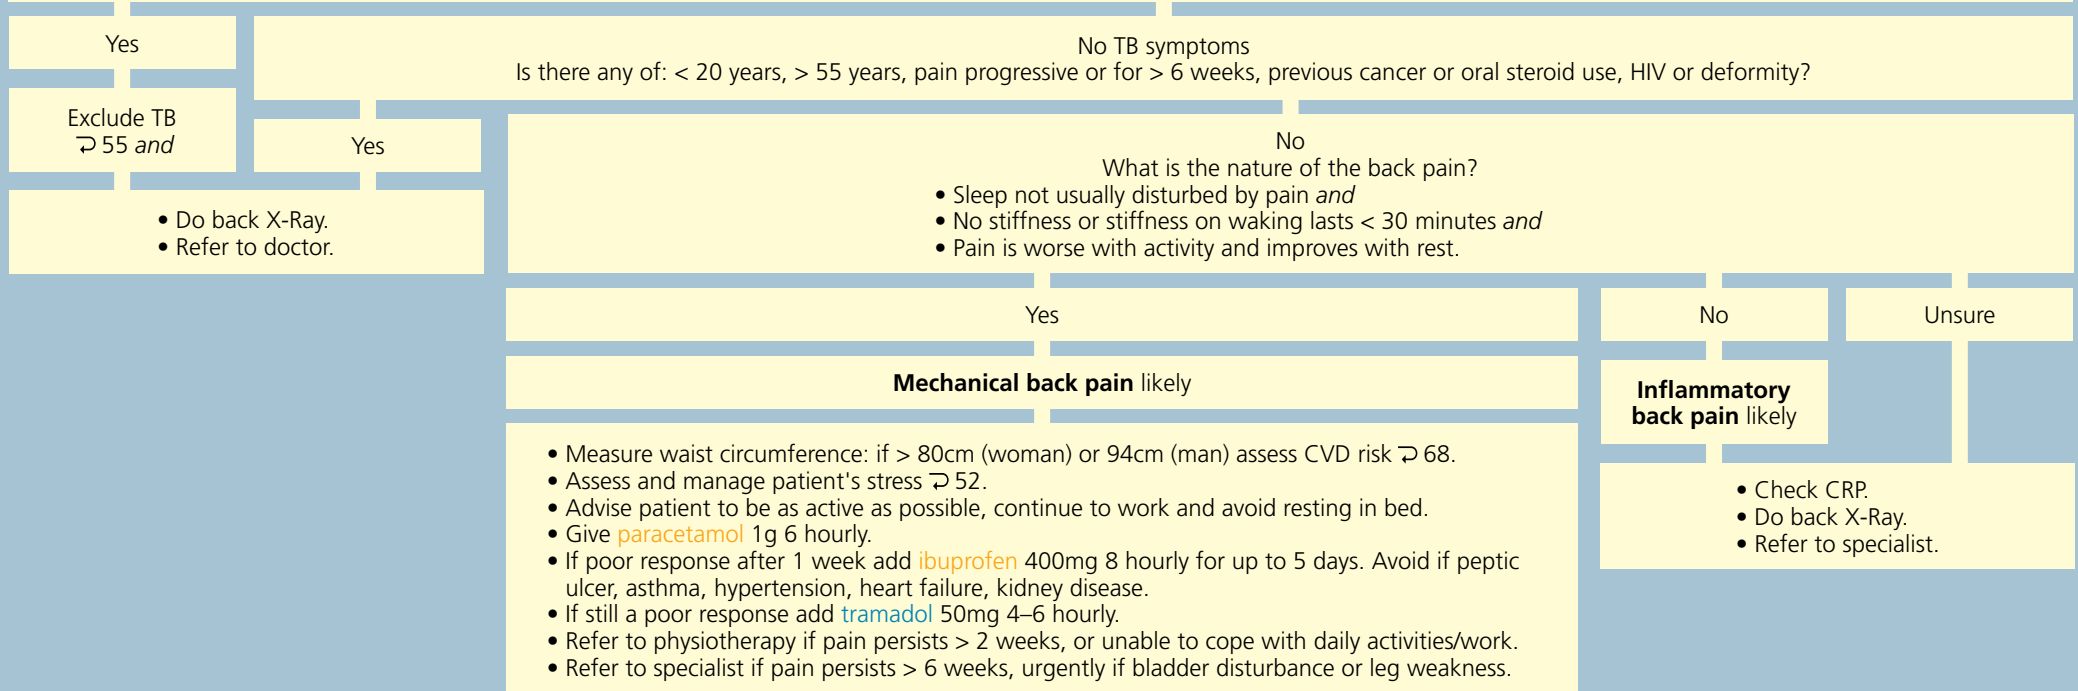 Yes
No TB symptoms
Is there any of: < 20 years, > 55 years, pain progressive or for > 6 weeks, previous cancer or oral steroid use, HIV or deformity?
Exclude TB
⮌ 55 and
Yes
• Do back X-Ray.
• Refer to doctor.
No
What is the nature of the back pain?
• Sleep not usually disturbed by pain and
• No stiffness or stiffness on waking lasts < 30 minutes and
• Pain is worse with activity and improves with rest.
Yes
No
Unsure
Mechanical back pain likely
Inflammatory
back pain likely
• Measure waist circumference: if > 80cm (woman) or 94cm (man) assess CVD risk ⮌ 68.
• Assess and manage patient's stress ⮌ 52.
• Advise patient to be as active as possible, continue to work and avoid resting in bed.
• Give paracetamol 1g 6 hourly.
• If poor response after 1 week add ibuprofen 400mg 8 hourly for up to 5 days. Avoid if peptic
ulcer, asthma, hypertension, heart failure, kidney disease.
• If still a poor response add tramadol 50mg 4–6 hourly.
• Refer to physiotherapy if pain persists > 2 weeks, or unable to cope with daily activities/work.
• Refer to specialist if pain persists > 6 weeks, urgently if bladder disturbance or leg weakness.
• Check CRP.
• Do back X-Ray.
• Refer to specialist.